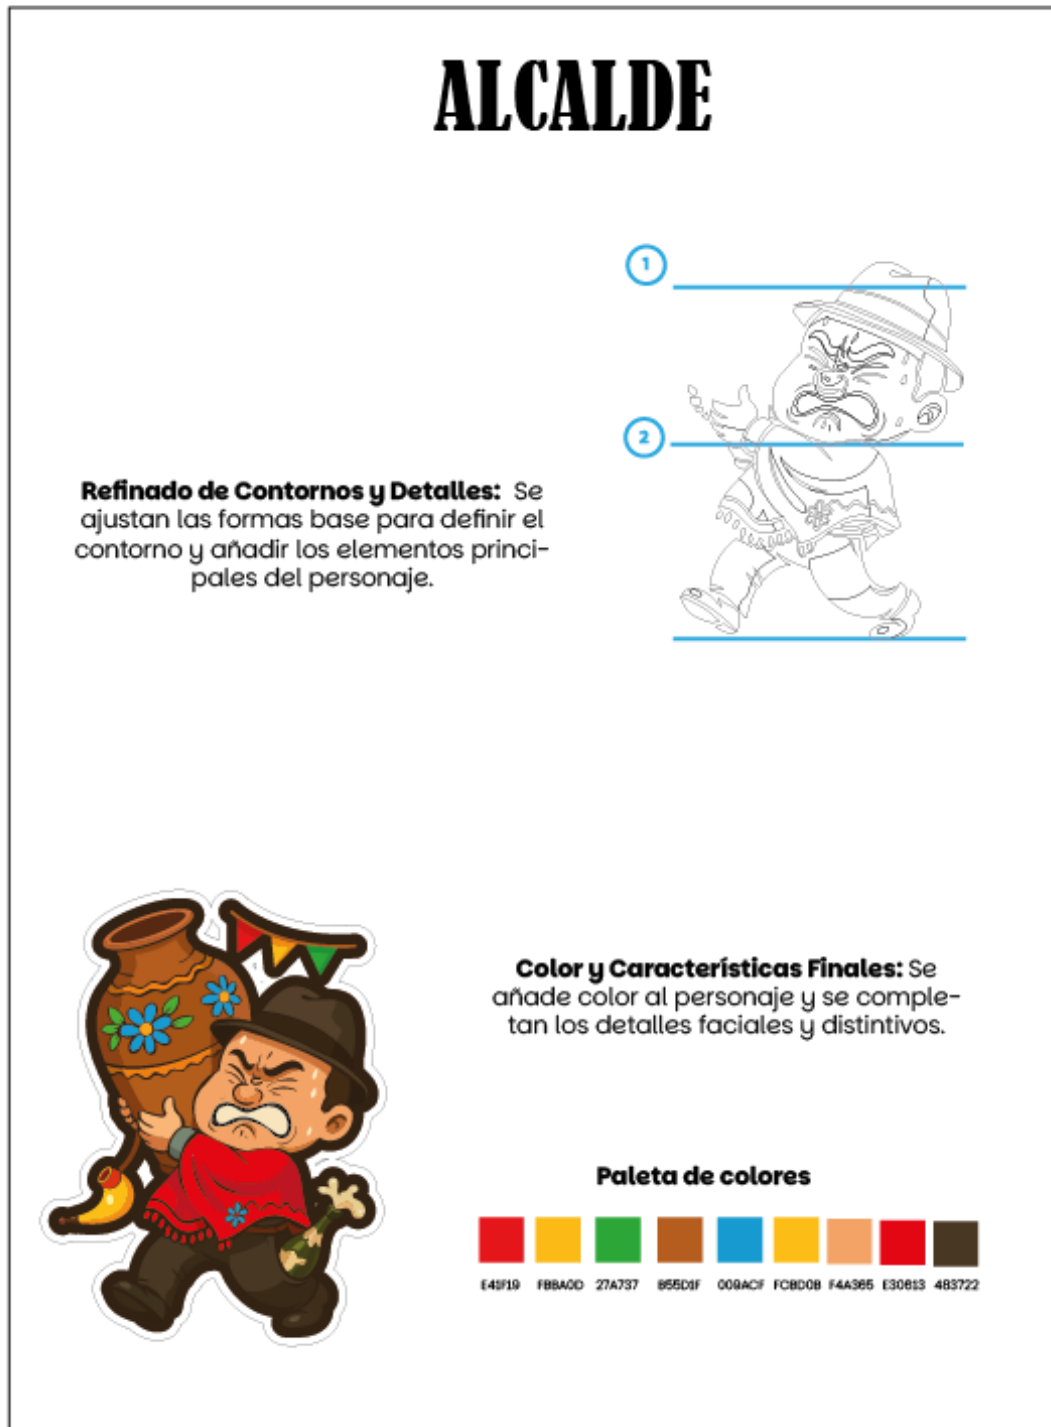 ALCALDE
1
2
Refinado de Contornos y Detalles: Se
ajustan las formas base para definir el
contorno y añadir los elementos princi-
pales del personaje.
Color y Características Finales: Se
añade color al personaje y se comple-
tan los detalles faciales y distintivos.
Paleta de colores
E41F19 FBBA0D 27A737 B55D1F 009ACF FCBD0B F4A365 E30613 483722